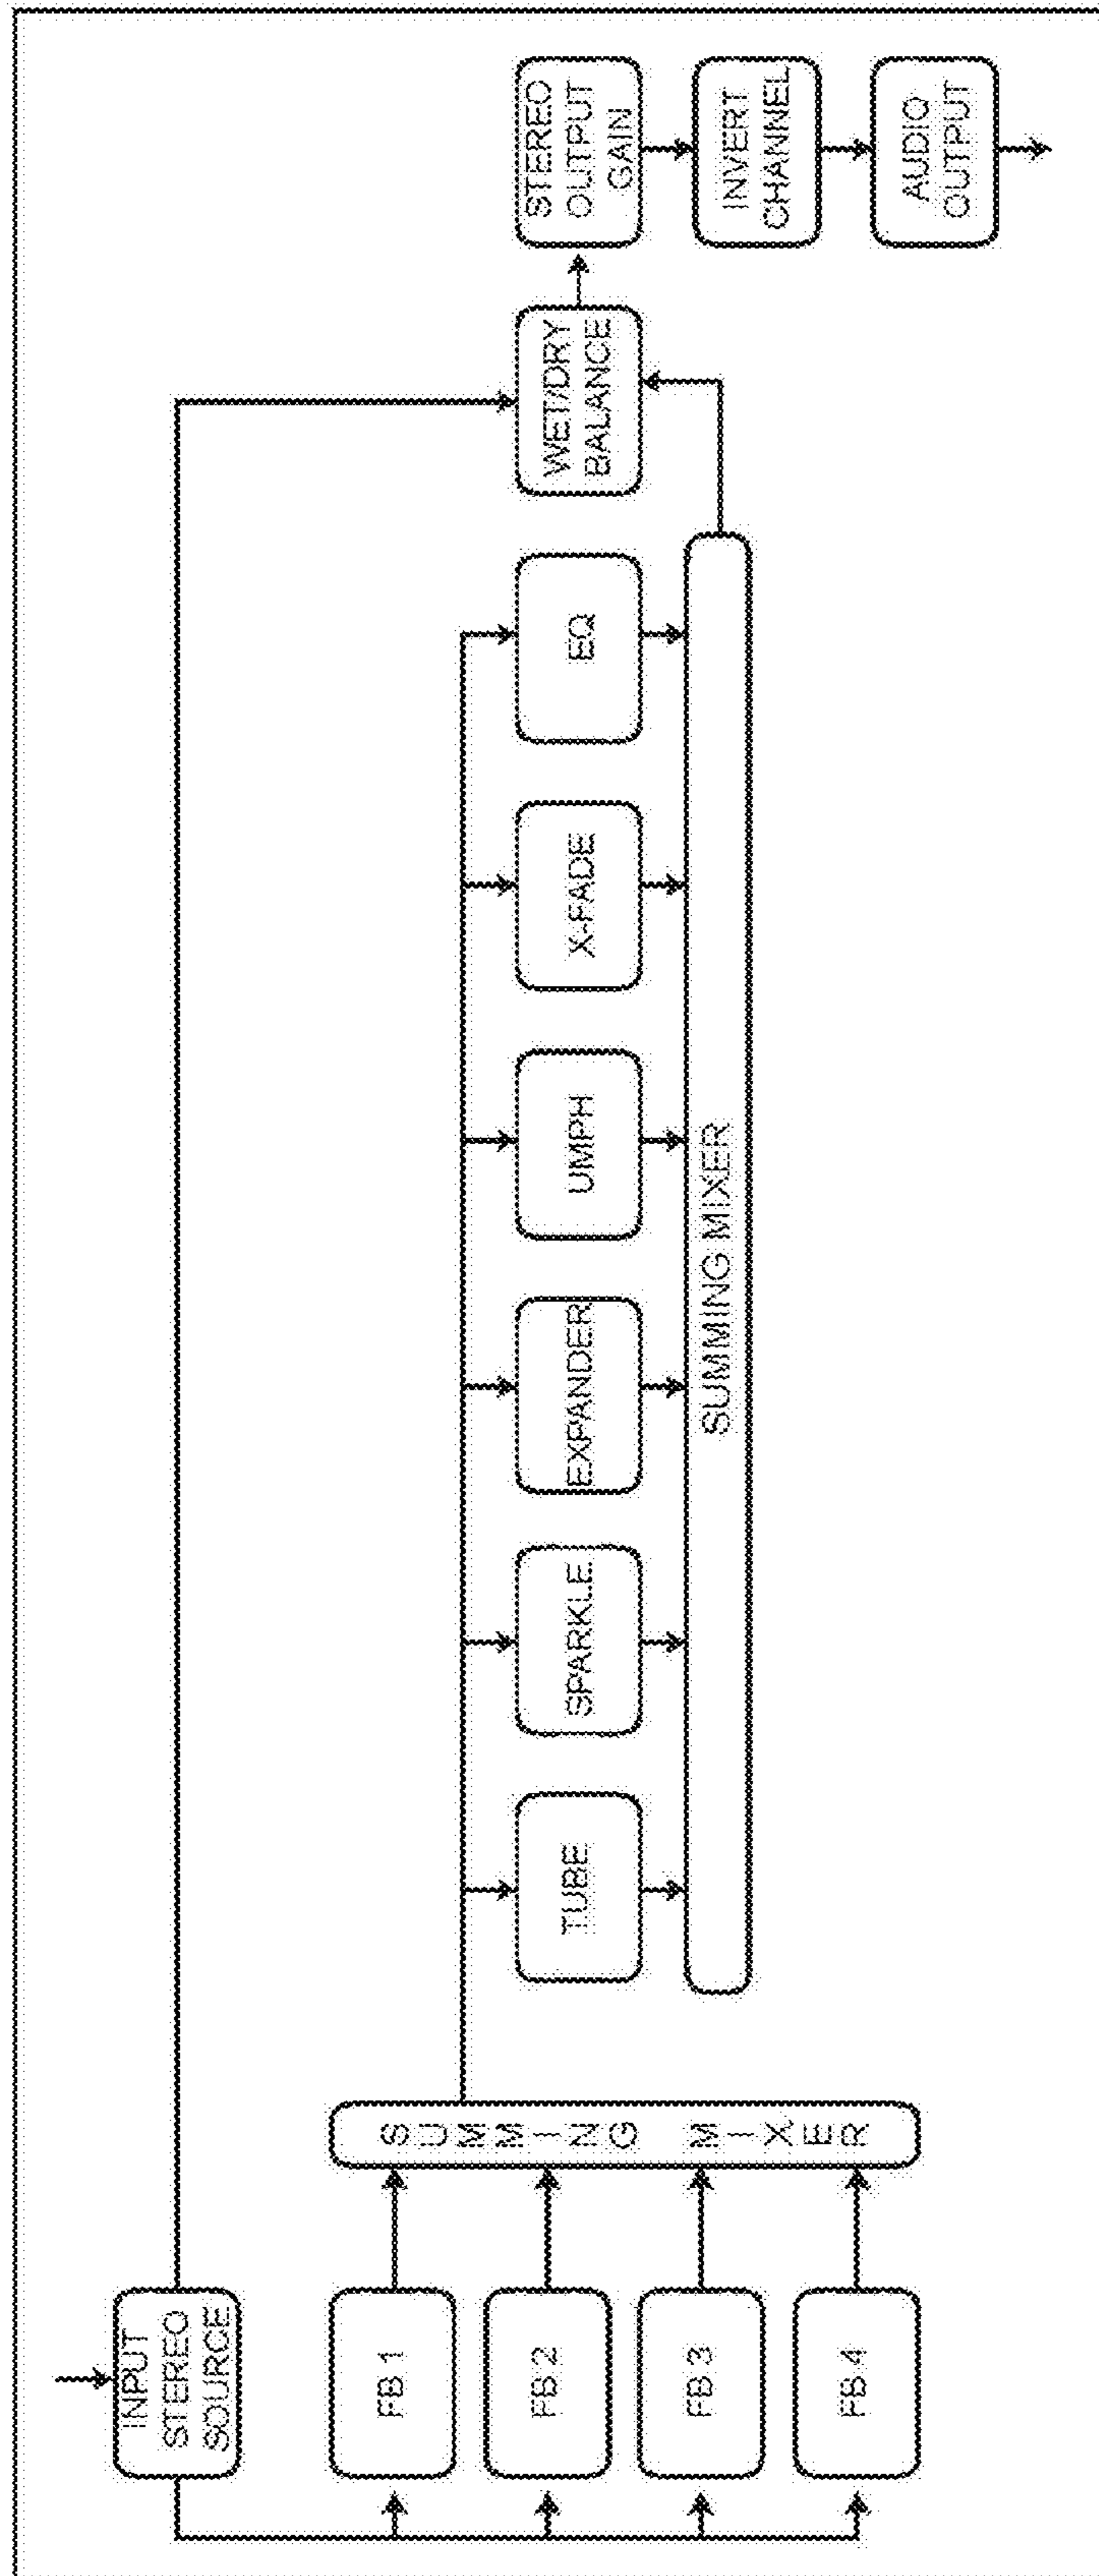 INPUT
STEREO
SOURCE
FB 1
FB 2
FB 3
FB 4
SUMMING MIXER
TUBE
SPARKLE
EXPANDER
UMPH
X-FADE
EQ
SUMMING MIXER
WET/DRY
BALANCE
STEREO
OUTPUT
GAIN
INVERT
CHANNEL
AUDIO
OUTPUT